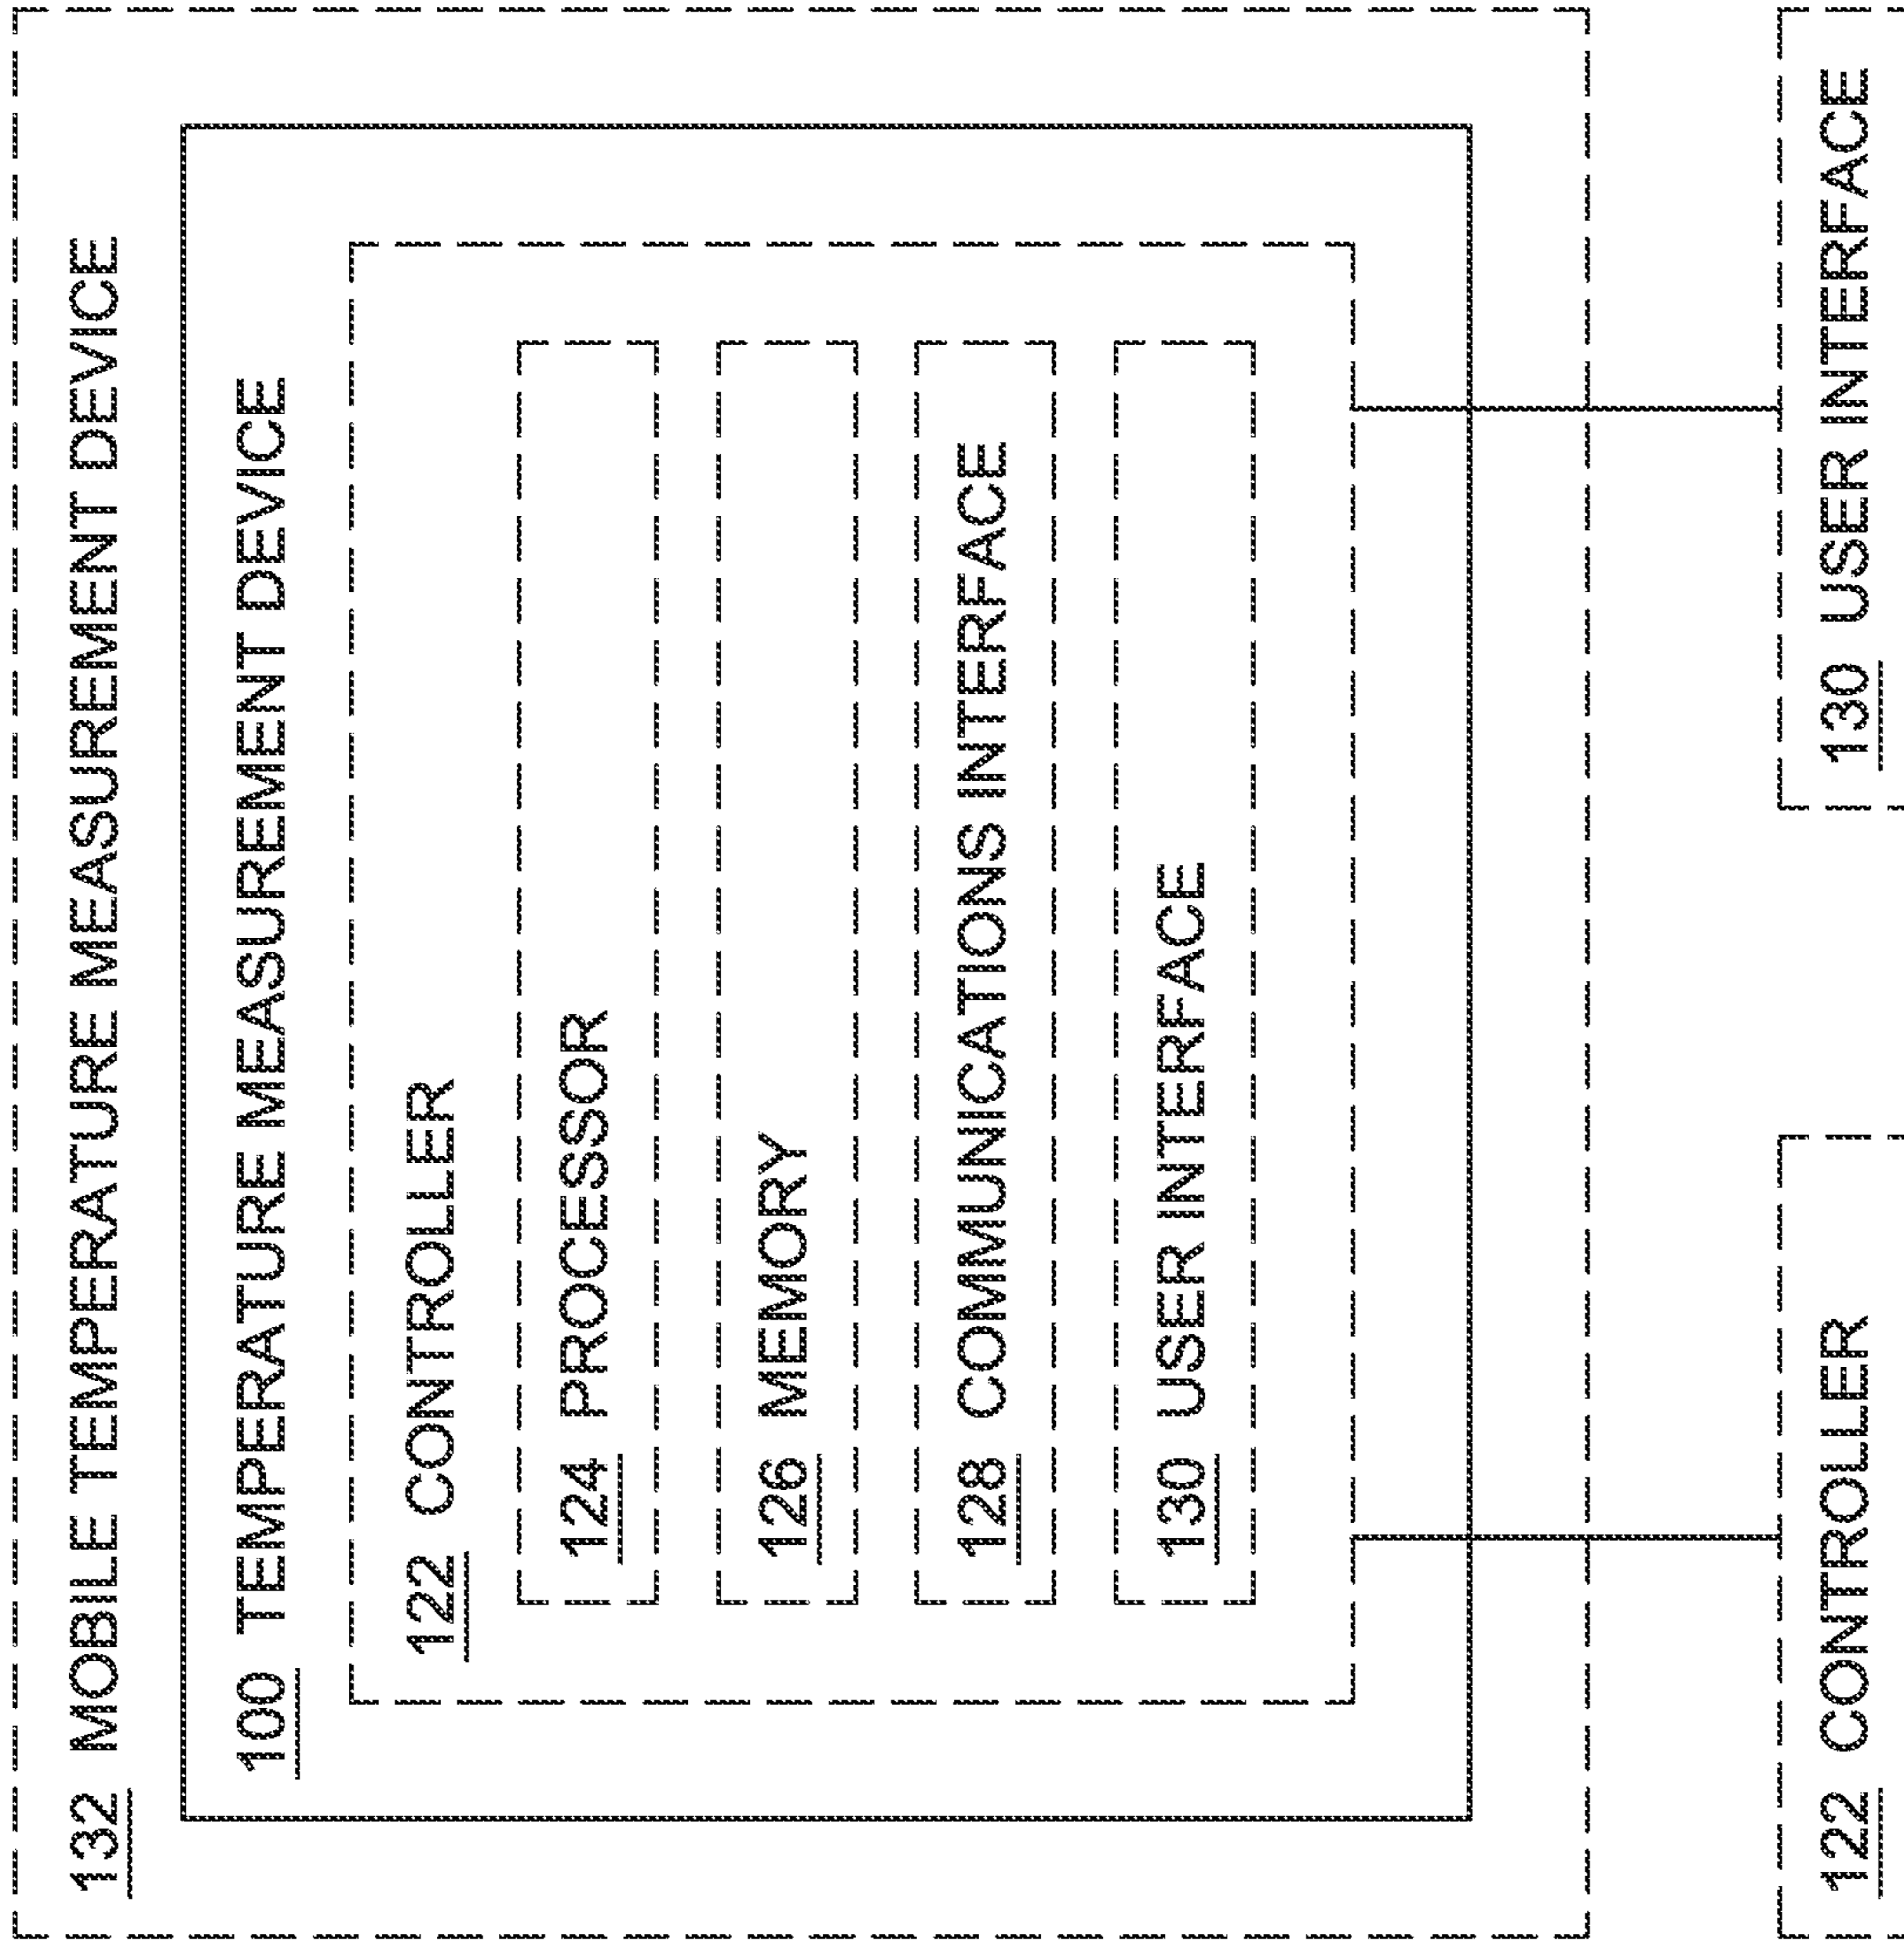 132 MOBILE TEMPERATURE MEASUREMENT DEVICE
100 TEMPERATURE MEASUREMENT DEVICE
122 CONTROLLER
124 PROCESSOR
126 MEMORY
128 COMMUNICATIONS INTERFACE
130 USER INTERFACE
122 CONTROLLER
130 USER INTERFACE